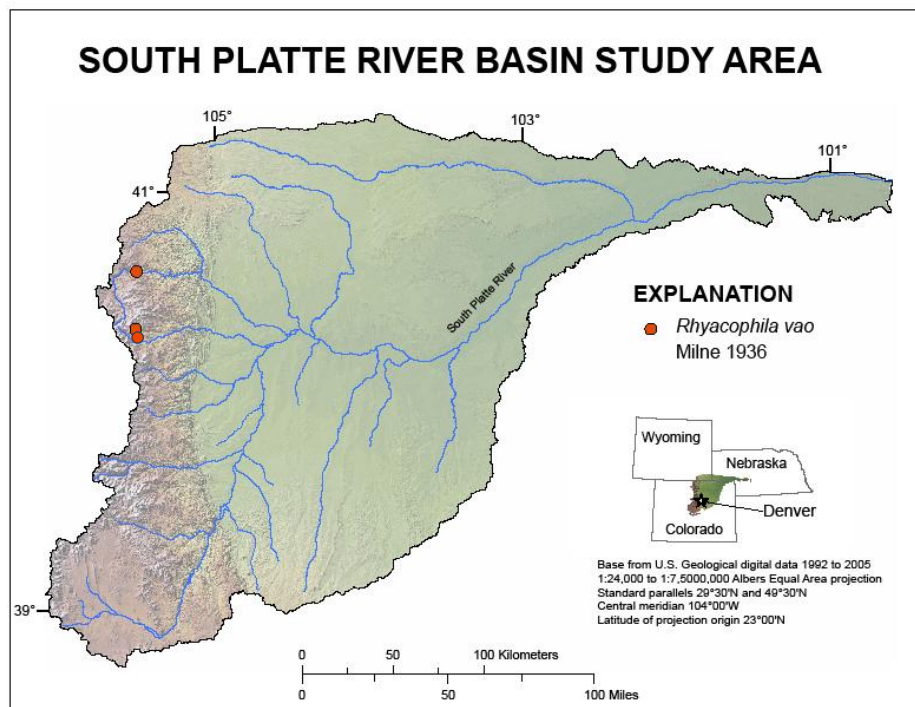 SOUTH PLATTE RIVER BASIN STUDY AREA
105°
103°
101°
41°
South Platte River
EXPLANATION
Rhyacophila vao
Milne 1936
Wyoming
Nebraska
Denver
Colorado
Base from U.S. Geological digital data 1992 to 2005
1:24,000 to 1:7,5000,000 Albers Equal Area projection
Standard parallels 29°30'N and 49°30'N
Central meridian 104°00'W
Latitude of projection origin 23°00'N
39°
0 50 100 Kilometers
0 50 100 Miles